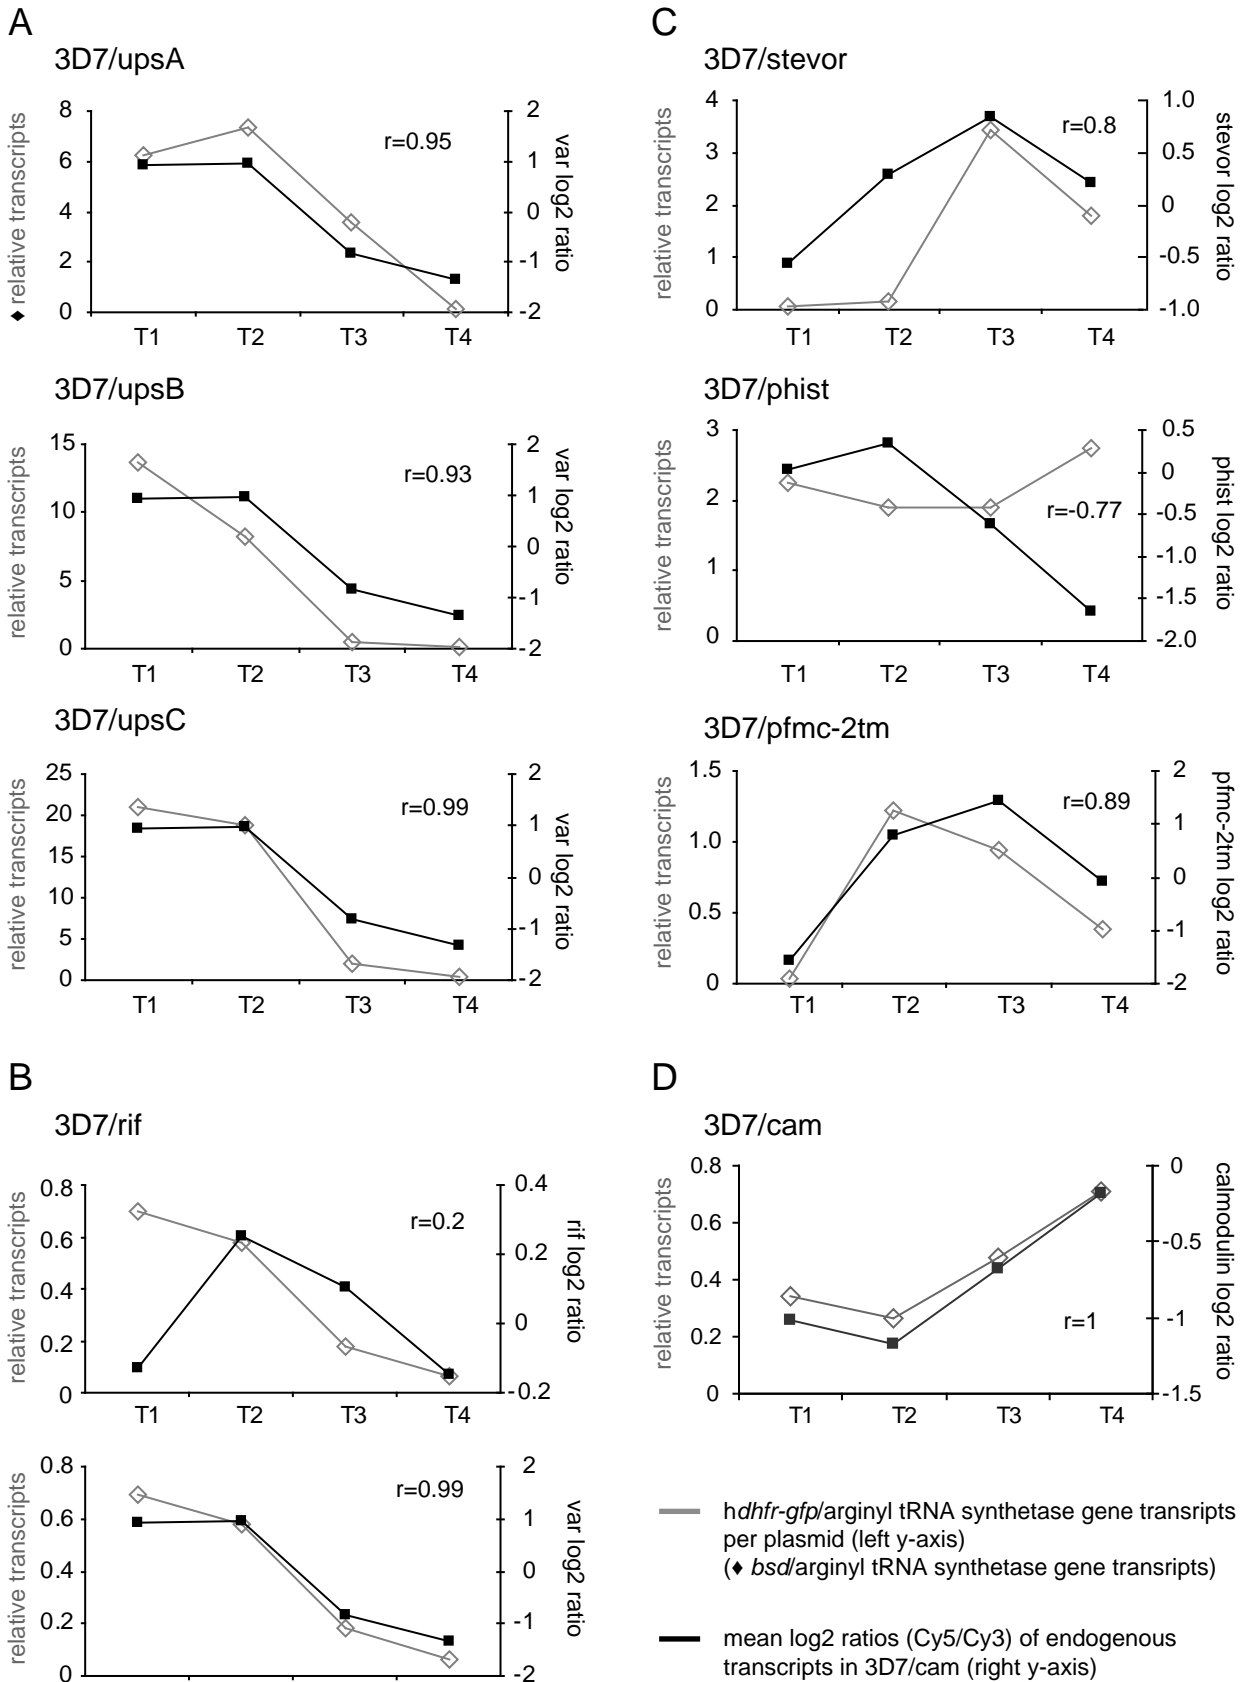 A
3D7/upsA
♦ relative transcripts
8
6
4
2
0
r=0.95
2
1
0
-1
-2
var log2 ratio
T1 T2 T3 T4
3D7/upsB
relative transcripts
15
10
5
0
r=0.93
2
1
0
-1
-2
var log2 ratio
T1 T2 T3 T4
3D7/upsC
relative transcripts
25
20
15
10
5
0
r=0.99
2
1
0
-1
-2
var log2 ratio
T1 T2 T3 T4
B
3D7/rif
relative transcripts
0.8
0.6
0.4
0.2
0
r=0.2
0.4
0.2
0
-0.2
rif log2 ratio
T1 T2 T3 T4
relative transcripts
0.8
0.6
0.4
0.2
0
r=0.99
2
1
0
-1
-2
var log2 ratio
C
3D7/stevor
relative transcripts
4
3
2
1
0
r=0.8
1.0
0.5
0
-0.5
-1.0
stevor log2 ratio
T1 T2 T3 T4
3D7/phist
relative transcripts
3
2
1
0
r=-0.77
0.5
0
-0.5
-1.0
-1.5
-2.0
phist log2 ratio
T1 T2 T3 T4
3D7/pfmc-2tm
relative transcripts
1.5
1.0
0.5
0
r=0.89
2
1
0
-1
-2
pfmc-2tm log2 ratio
T1 T2 T3 T4
D
3D7/cam
relative transcripts
0.8
0.6
0.4
0.2
0
r=1
0
-0.5
-1
-1.5
calmodulin log2 ratio
T1 T2 T3 T4
hdhfr-gfp/arginyl tRNA synthetase gene transripts
per plasmid (left y-axis)
(♦ bsd/arginyl tRNA synthetase gene transripts)
mean log2 ratios (Cy5/Cy3) of endogenous
transcripts in 3D7/cam (right y-axis)